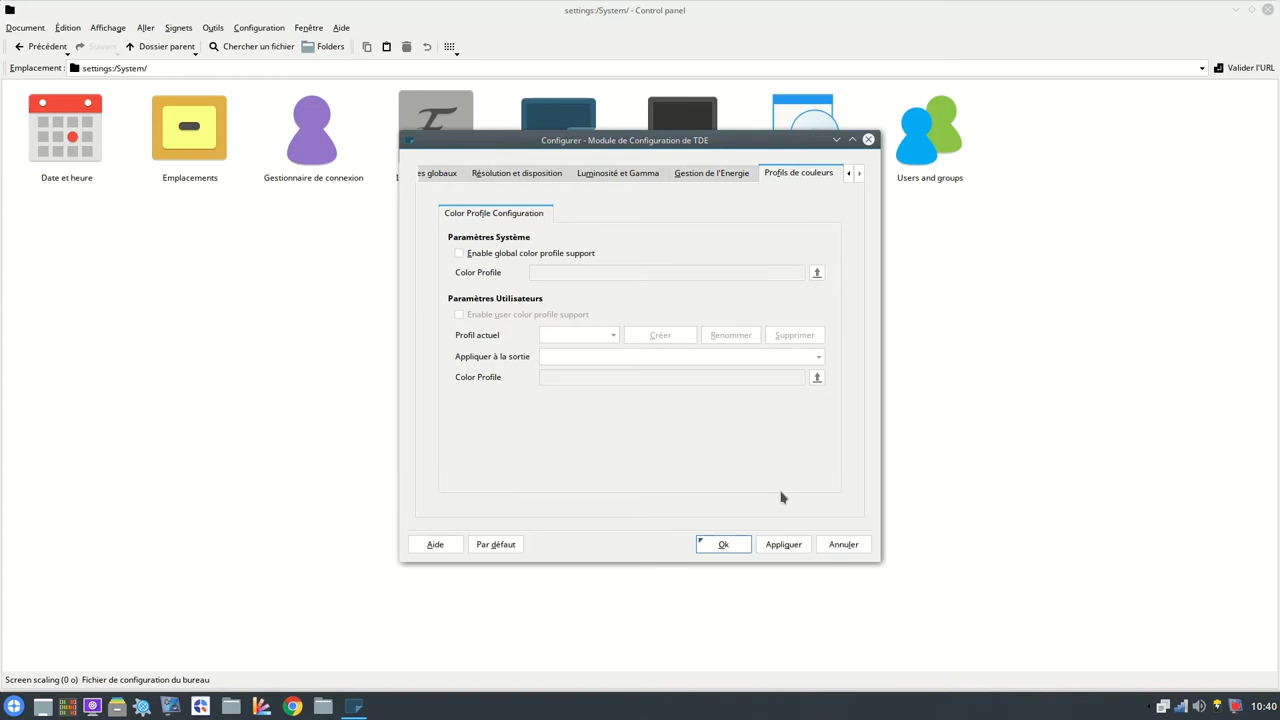 settings:/System/ - Control panel
Document Édition Affichage Aller Signets Outils Configuration Fenêtre Aide
Précédent Suivant Dossier parent Chercher un fichier Folders
Emplacement : settings:/System/ Valider l'URL
Date et heure
Emplacements
Gestionnaire de connexion
Users and groups
Configurer - Module de Configuration de TDE
es globaux Résolution et disposition Luminosité et Gamma Gestion de l'Energie Profils de couleurs
Color Profile Configuration
Paramètres Système
Enable global color profile support
Color Profile
Paramètres Utilisateurs
Enable user color profile support
Profil actuel Créer Renommer Supprimer
Appliquer à la sortie
Color Profile
Aide Par défaut Ok Appliquer Annuler
Screen scaling (0 o) Fichier de configuration du bureau
10:40